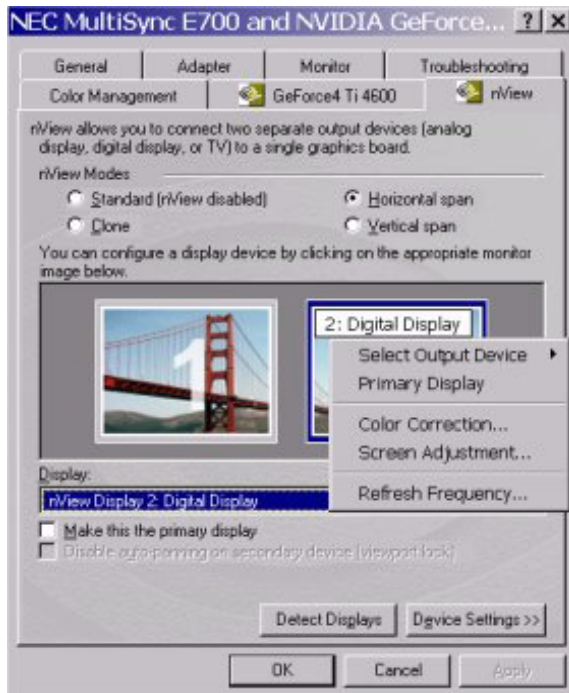 NEC MultiSync E700 and NVIDIA GeForce...
General Adapter Monitor Troubleshooting
Color Management GeForce4 Ti 4600 nView
nView allows you to connect two separate output devices (analog
display, digital display, or TV) to a single graphics board.
nView Modes
Standard (nView disabled) Horizontal span
Clone Vertical span
You can configure a display device by clicking on the appropriate monitor
image below.
1
2: Digital Display
Select Output Device
Primary Display
Color Correction...
Screen Adjustment...
Refresh Frequency...
Display:
nView Display 2: Digital Display
Make this the primary display
Disable auto-panning on secondary device (viewport lock)
Detect Displays Device Settings >>
OK Cancel Apply